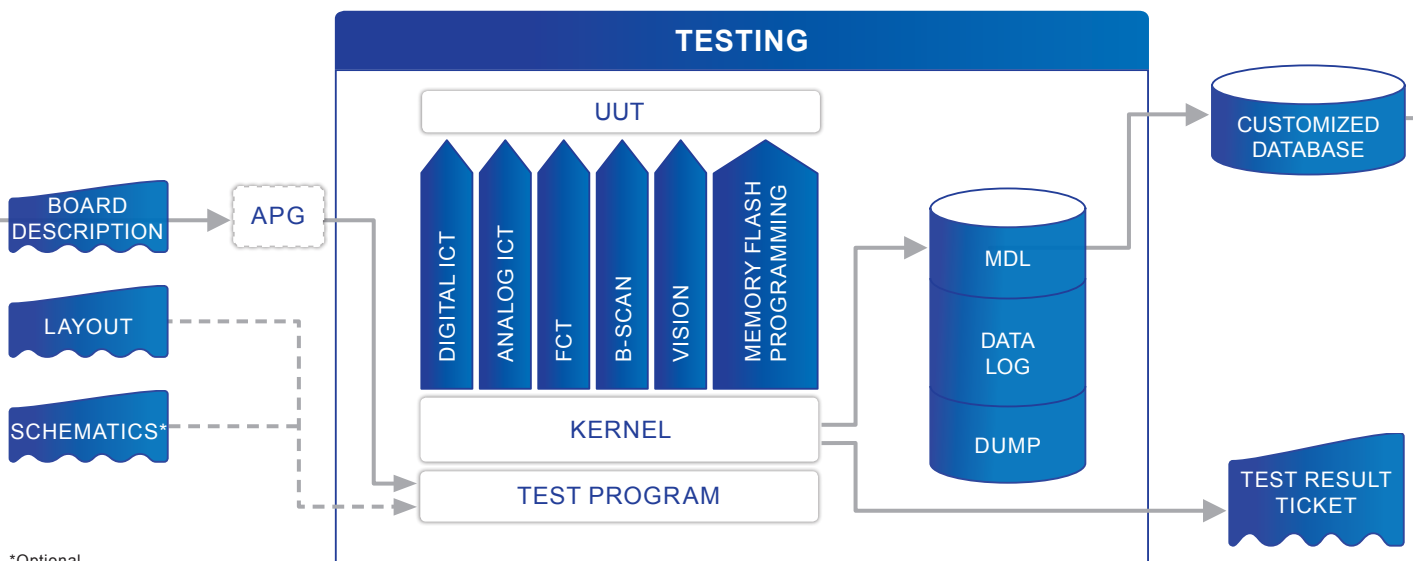 TESTING
UUT
CUSTOMIZED
DATABASE
BOARD
DESCRIPTION
APG
DIGITAL ICT
ANALOG ICT
FCT
B-SCAN
VISION
MEMORY FLASH
PROGRAMMING
MDL
LAYOUT
DATA
LOG
SCHEMATICS*
KERNEL
DUMP
TEST PROGRAM
TEST RESULT
TICKET
*Optional